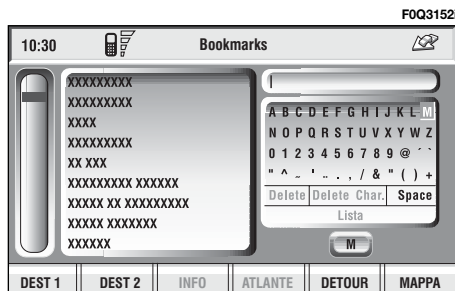 F0Q3152i
10:30 Bookmarks
XXXXXXXXX
XXXXXXXXX
XXXX
XXXXXXXXX
XX XXX
XXXXXXXXX XXXXXX
XXXXX XX XXXXXXXXX
XXXXX XXXXXXX
XXXXXX
A B C D E F G H I J K L M
N O P Q R S T U V X Y W Z
0 1 2 3 4 5 6 7 8 9 @ ´ `
" ^ ~ ' .. . , / & " ( ) +
Delete Delete Char. Space
Lista
M
DEST 1 DEST 2 INFO ATLANTE DETOUR MAPPA